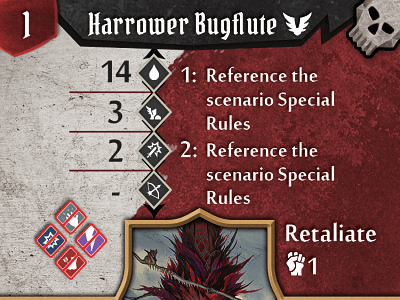 1
Harrower Bugflute
14
3
2
-
1: Reference the
scenario Special
Rules
2: Reference the
scenario Special
Rules
Retaliate
1